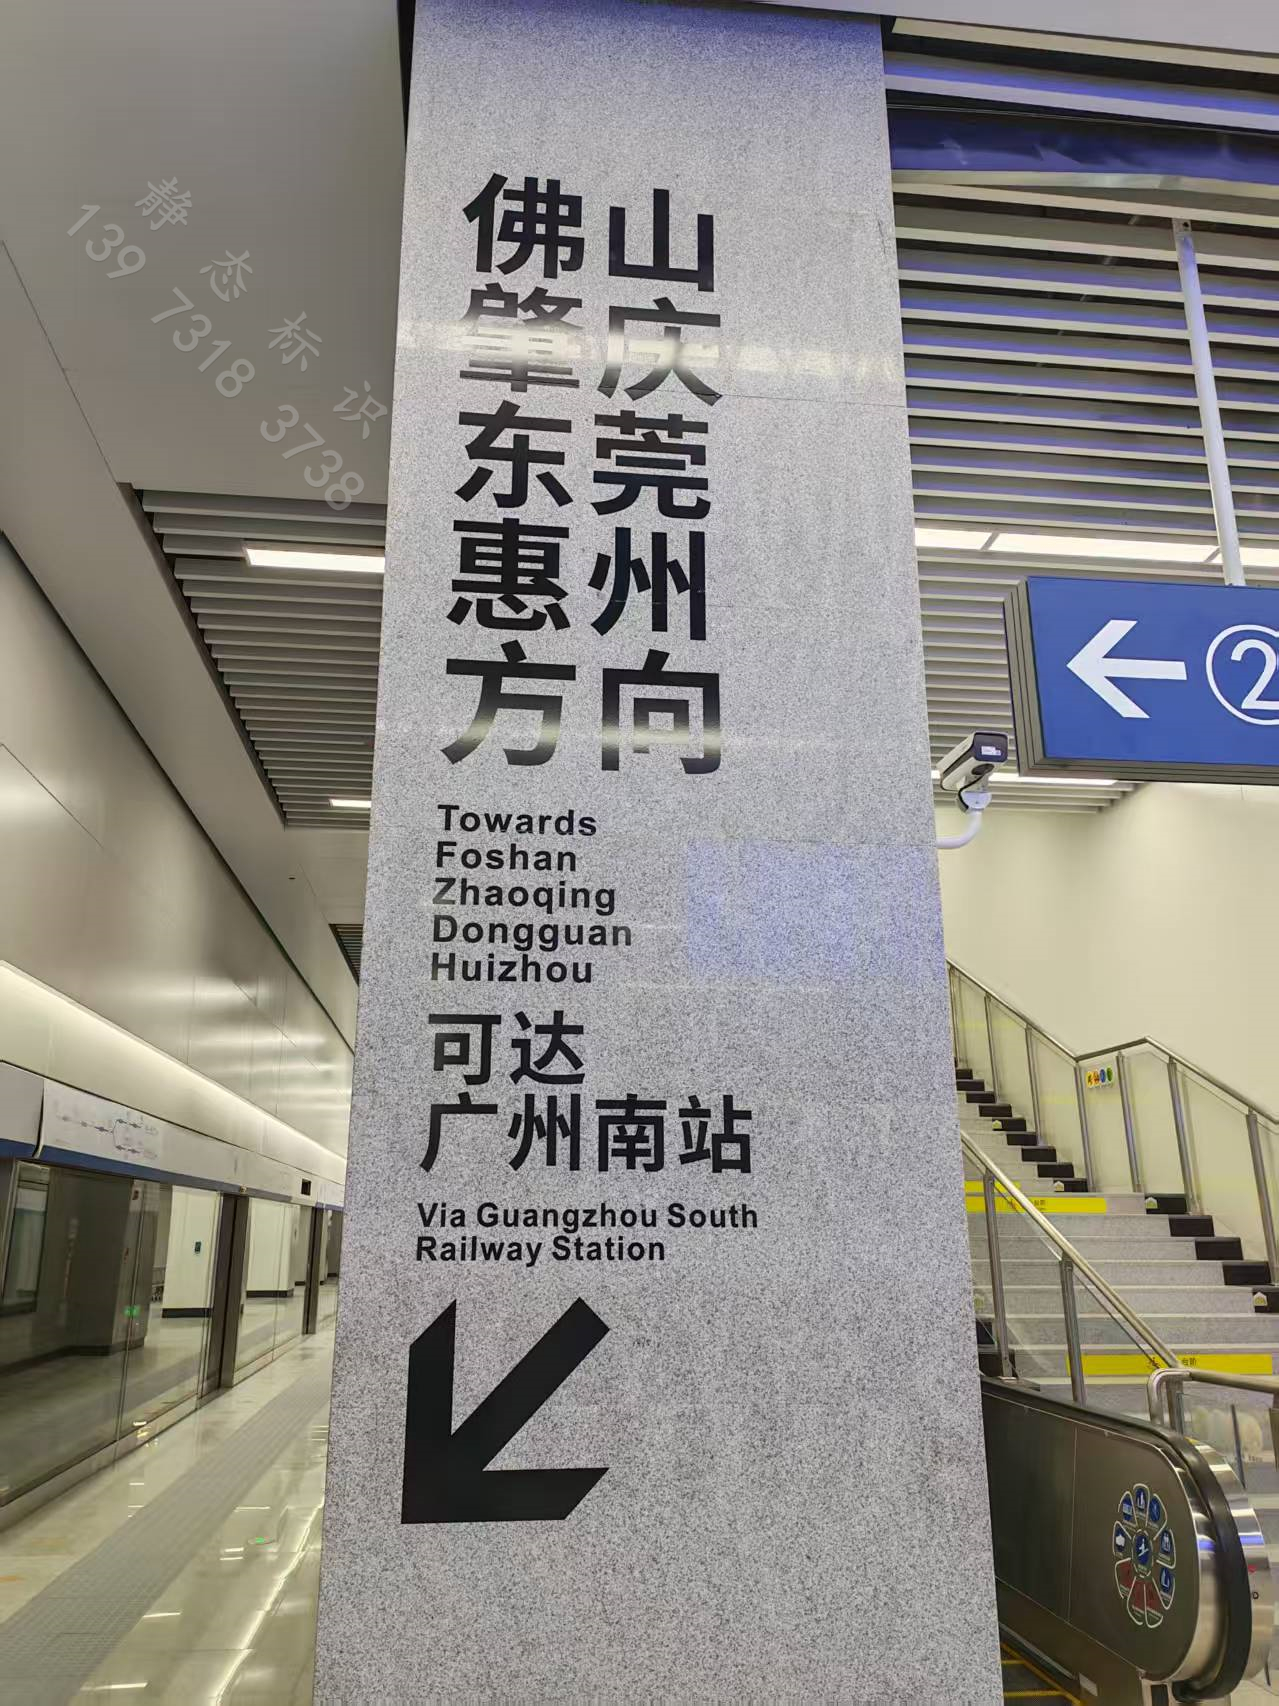 静态标识
139 7318 3738
佛山
肇庆
东莞
惠州
方向
Towards
Foshan
Zhaoqing
Dongguan
Huizhou
可达
广州南站
Via Guangzhou South
Railway Station
← ②